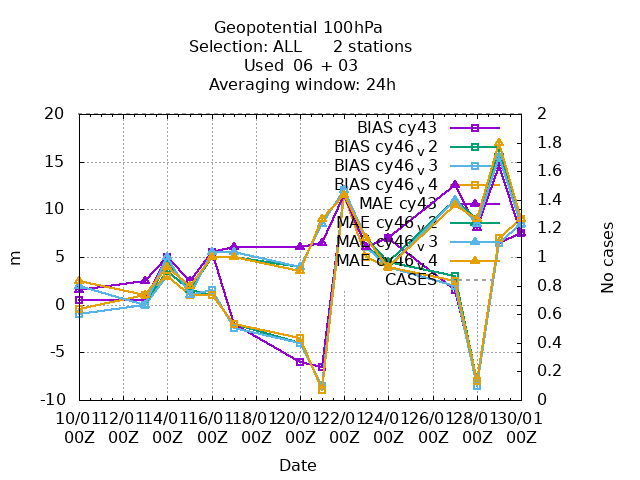 Geopotential 100hPa
Selection: ALL 2 stations
Used 06 + 03
Averaging window: 24h
20
15
10
5
0
-5
-10
m
2
1.8
1.6
1.4
1.2
1
0.8
0.6
0.4
0.2
0
No cases
BIAS cy43
BIAS cy46_v2
BIAS cy46_v3
BIAS cy46_v4
MAE cy43
MAE cy46_v2
MAE cy46_v3
MAE cy46_v4
CASES
10/01 12/01 14/01 16/01 18/01 20/01 22/01 24/01 26/01 28/01 30/01
00Z 00Z 00Z 00Z 00Z 00Z 00Z 00Z 00Z 00Z 00Z
Date